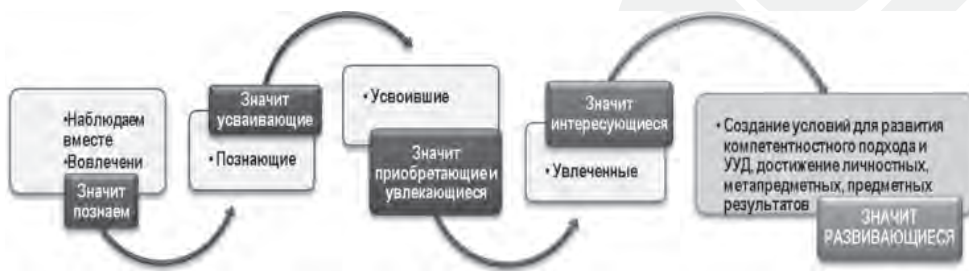 •Наблюдаем
вместе
•Вовлечени
Значит
познаем
Значит
усваивающие
•Познающие
•Усвоившие
Значит
приобретающие и
увлекающиеся
Значит
интересующиеся
•Увлеченные
•Создание условий для развития
компетентностного подхода и
УУД, достижение личностных,
метапредметных, предметных
результатов
ЗНАЧИТ
РАЗВИВАЮЩИЕСЯ